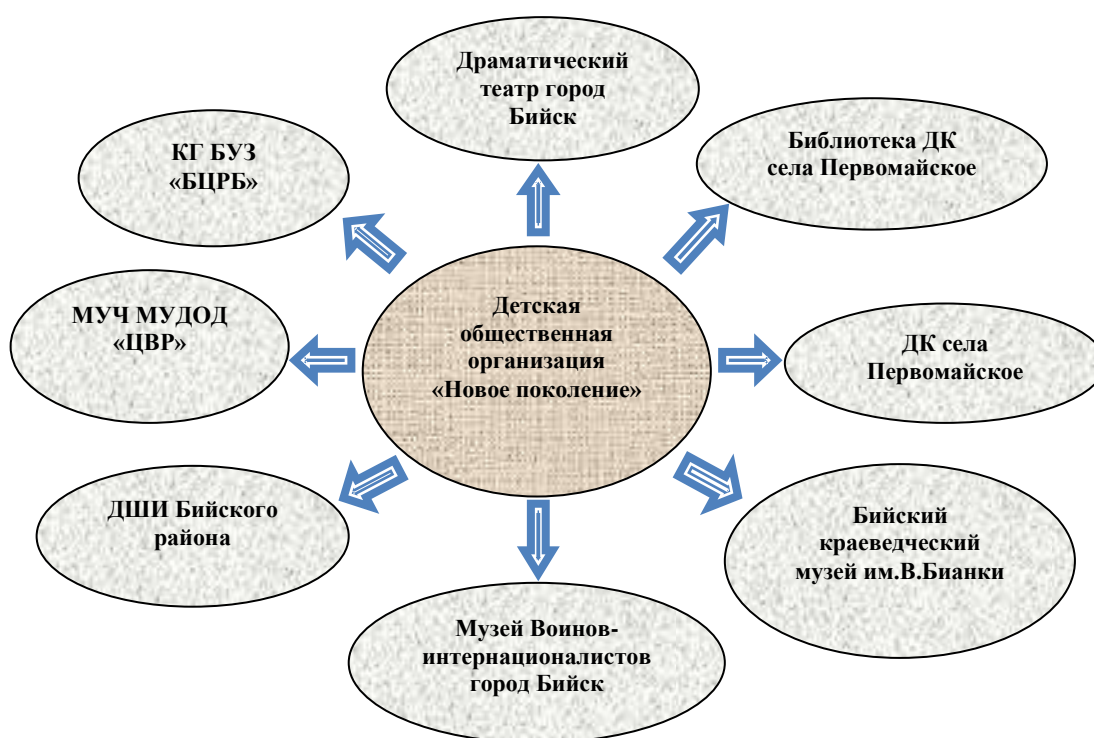 Драматический
театр город
Бийск
КГ БУЗ
«БЦРБ»
Библиотека ДК
села Первомайское
МУЧ МУДОД
«ЦВР»
Детская
общественная
организация
«Новое поколение»
ДК села
Первомайское
ДШИ Бийского
района
Бийский
краеведческий
музей им.В.Бианки
Музей Воинов-
интернационалистов
город Бийск